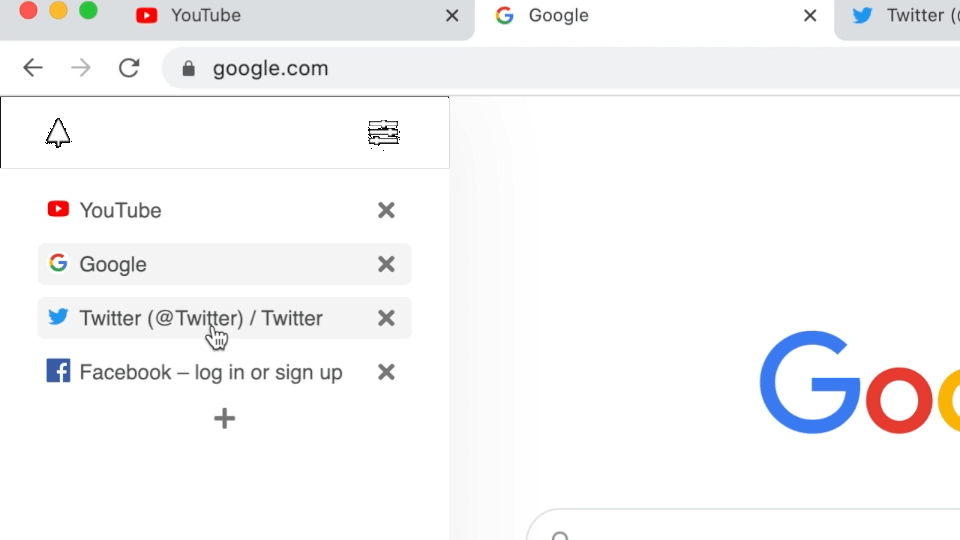 YouTube
Google
Twitter (
google.com
YouTube
Google
Twitter (@Twitter) / Twitter
Facebook – log in or sign up
Goo